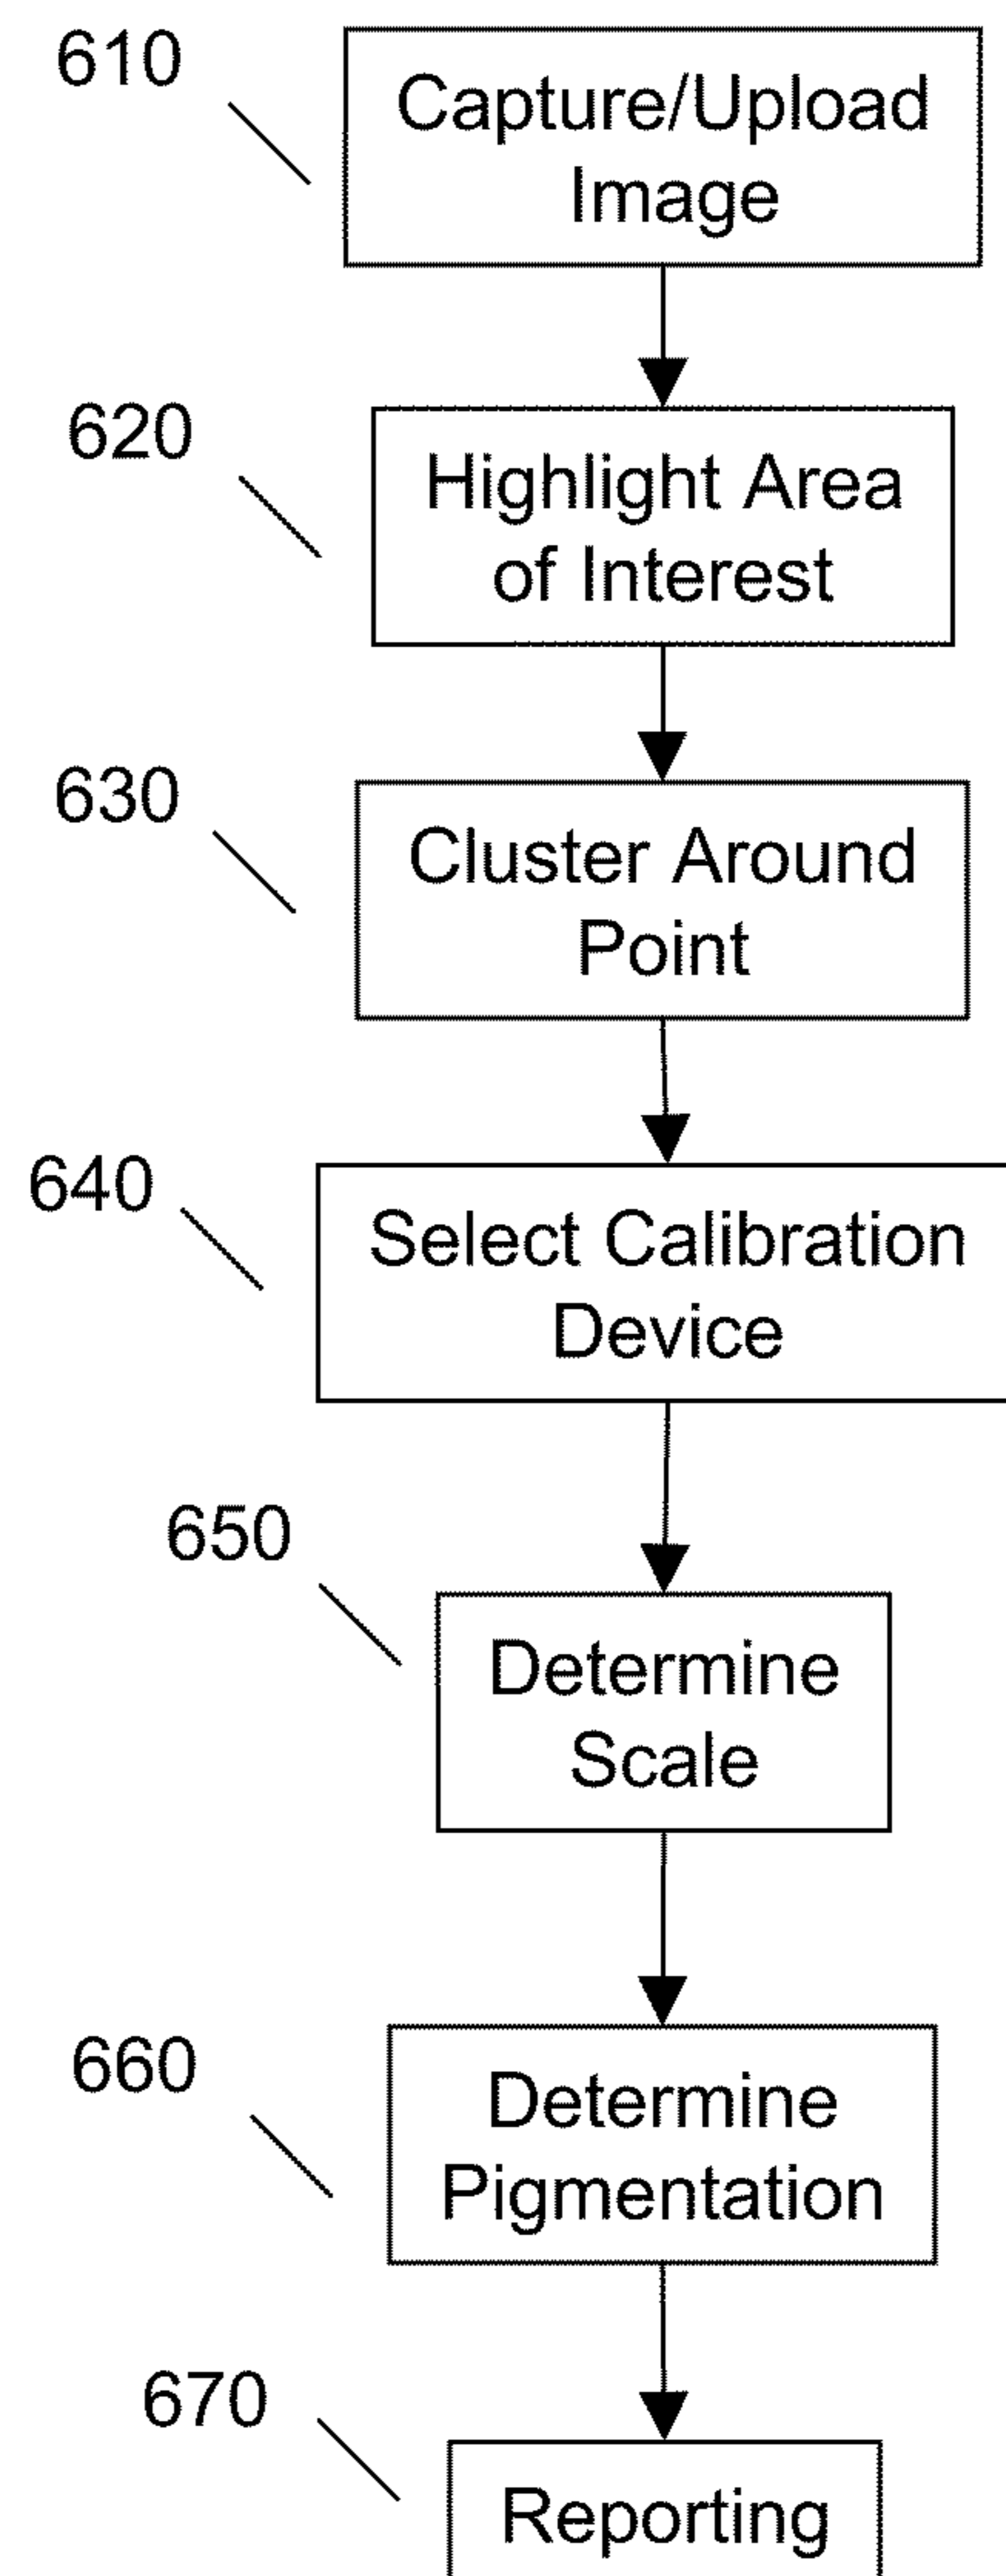 610
Capture/Upload
Image
620
Highlight Area
of Interest
630
Cluster Around
Point
640
Select Calibration
Device
650
Determine
Scale
660
Determine
Pigmentation
670
Reporting